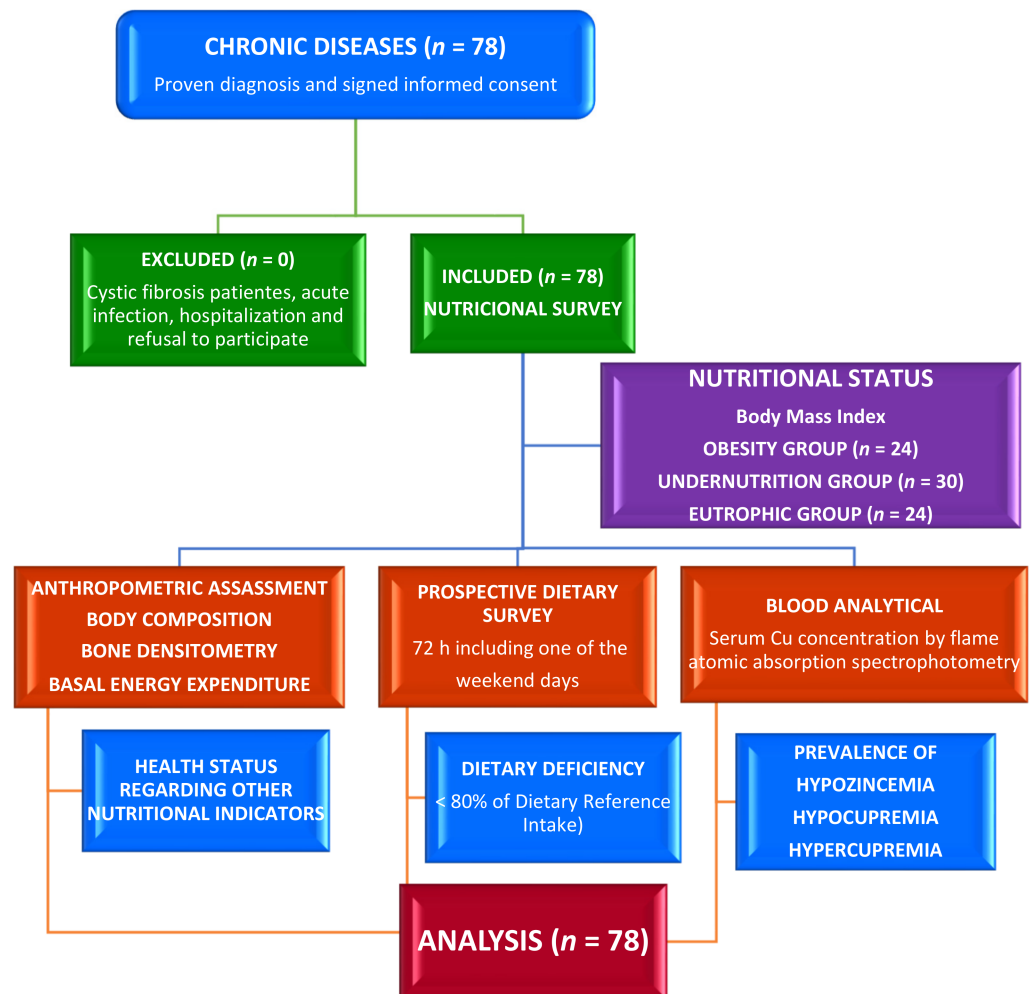 CHRONIC DISEASES (n = 78)
Proven diagnosis and signed informed consent
EXCLUDED (n = 0)
Cystic fibrosis patientes, acute
infection, hospitalization and
refusal to participate
INCLUDED (n = 78)
NUTRICIONAL SURVEY
NUTRITIONAL STATUS
Body Mass Index
OBESITY GROUP (n = 24)
UNDERNUTRITION GROUP (n = 30)
EUTROPHIC GROUP (n = 24)
ANTHROPOMETRIC ASSASSMENT
BODY COMPOSITION
BONE DENSITOMETRY
BASAL ENERGY EXPENDITURE
PROSPECTIVE DIETARY
SURVEY
72 h including one of the
weekend days
BLOOD ANALYTICAL
Serum Cu concentration by flame
atomic absorption spectrophotometry
HEALTH STATUS
REGARDING OTHER
NUTRITIONAL INDICATORS
DIETARY DEFICIENCY
< 80% of Dietary Reference
Intake)
PREVALENCE OF
HYPOZINCEMIA
HYPOCUPREMIA
HYPERCUPREMIA
ANALYSIS (n = 78)